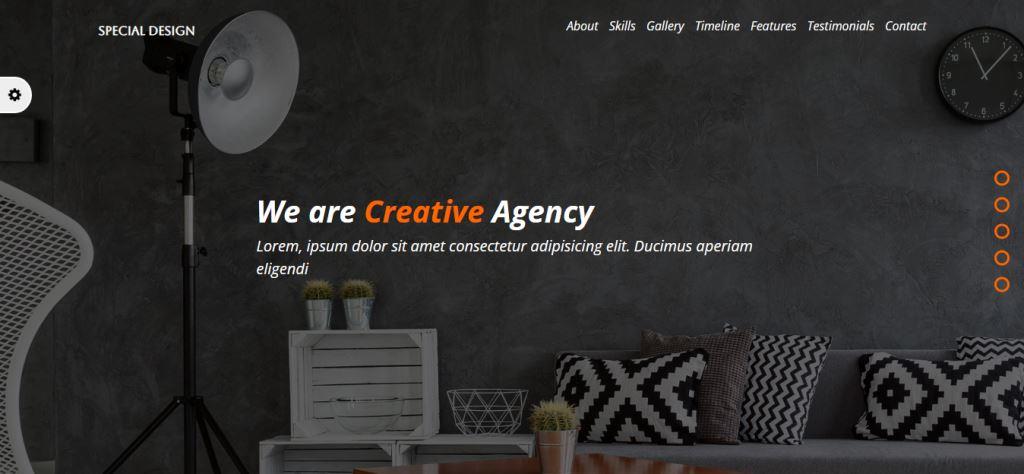 SPECIAL DESIGN
About Skills Gallery Timeline Features Testimonials Contact
We are Creative Agency
Lorem, ipsum dolor sit amet consectetur adipisicing elit. Ducimus aperiam
eligendi